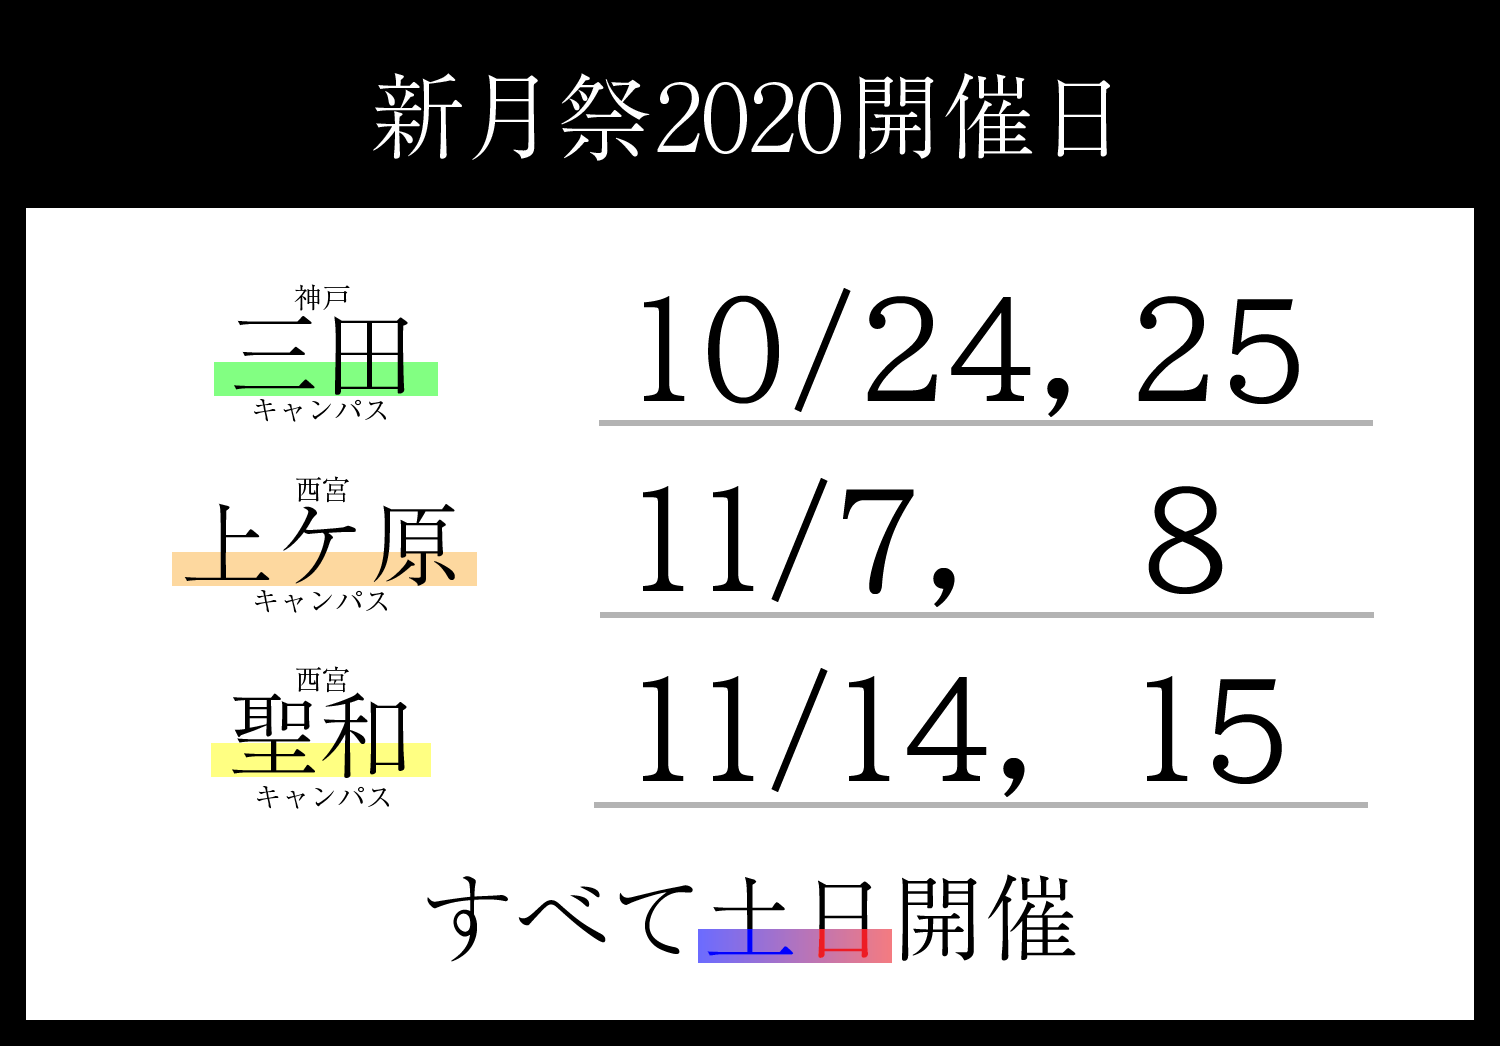 新月祭2020開催日
神戸
三田
キャンパス
10/24, 25
西宮
上ケ原
キャンパス
11/7, 8
西宮
聖和
キャンパス
11/14, 15
すべて土日開催